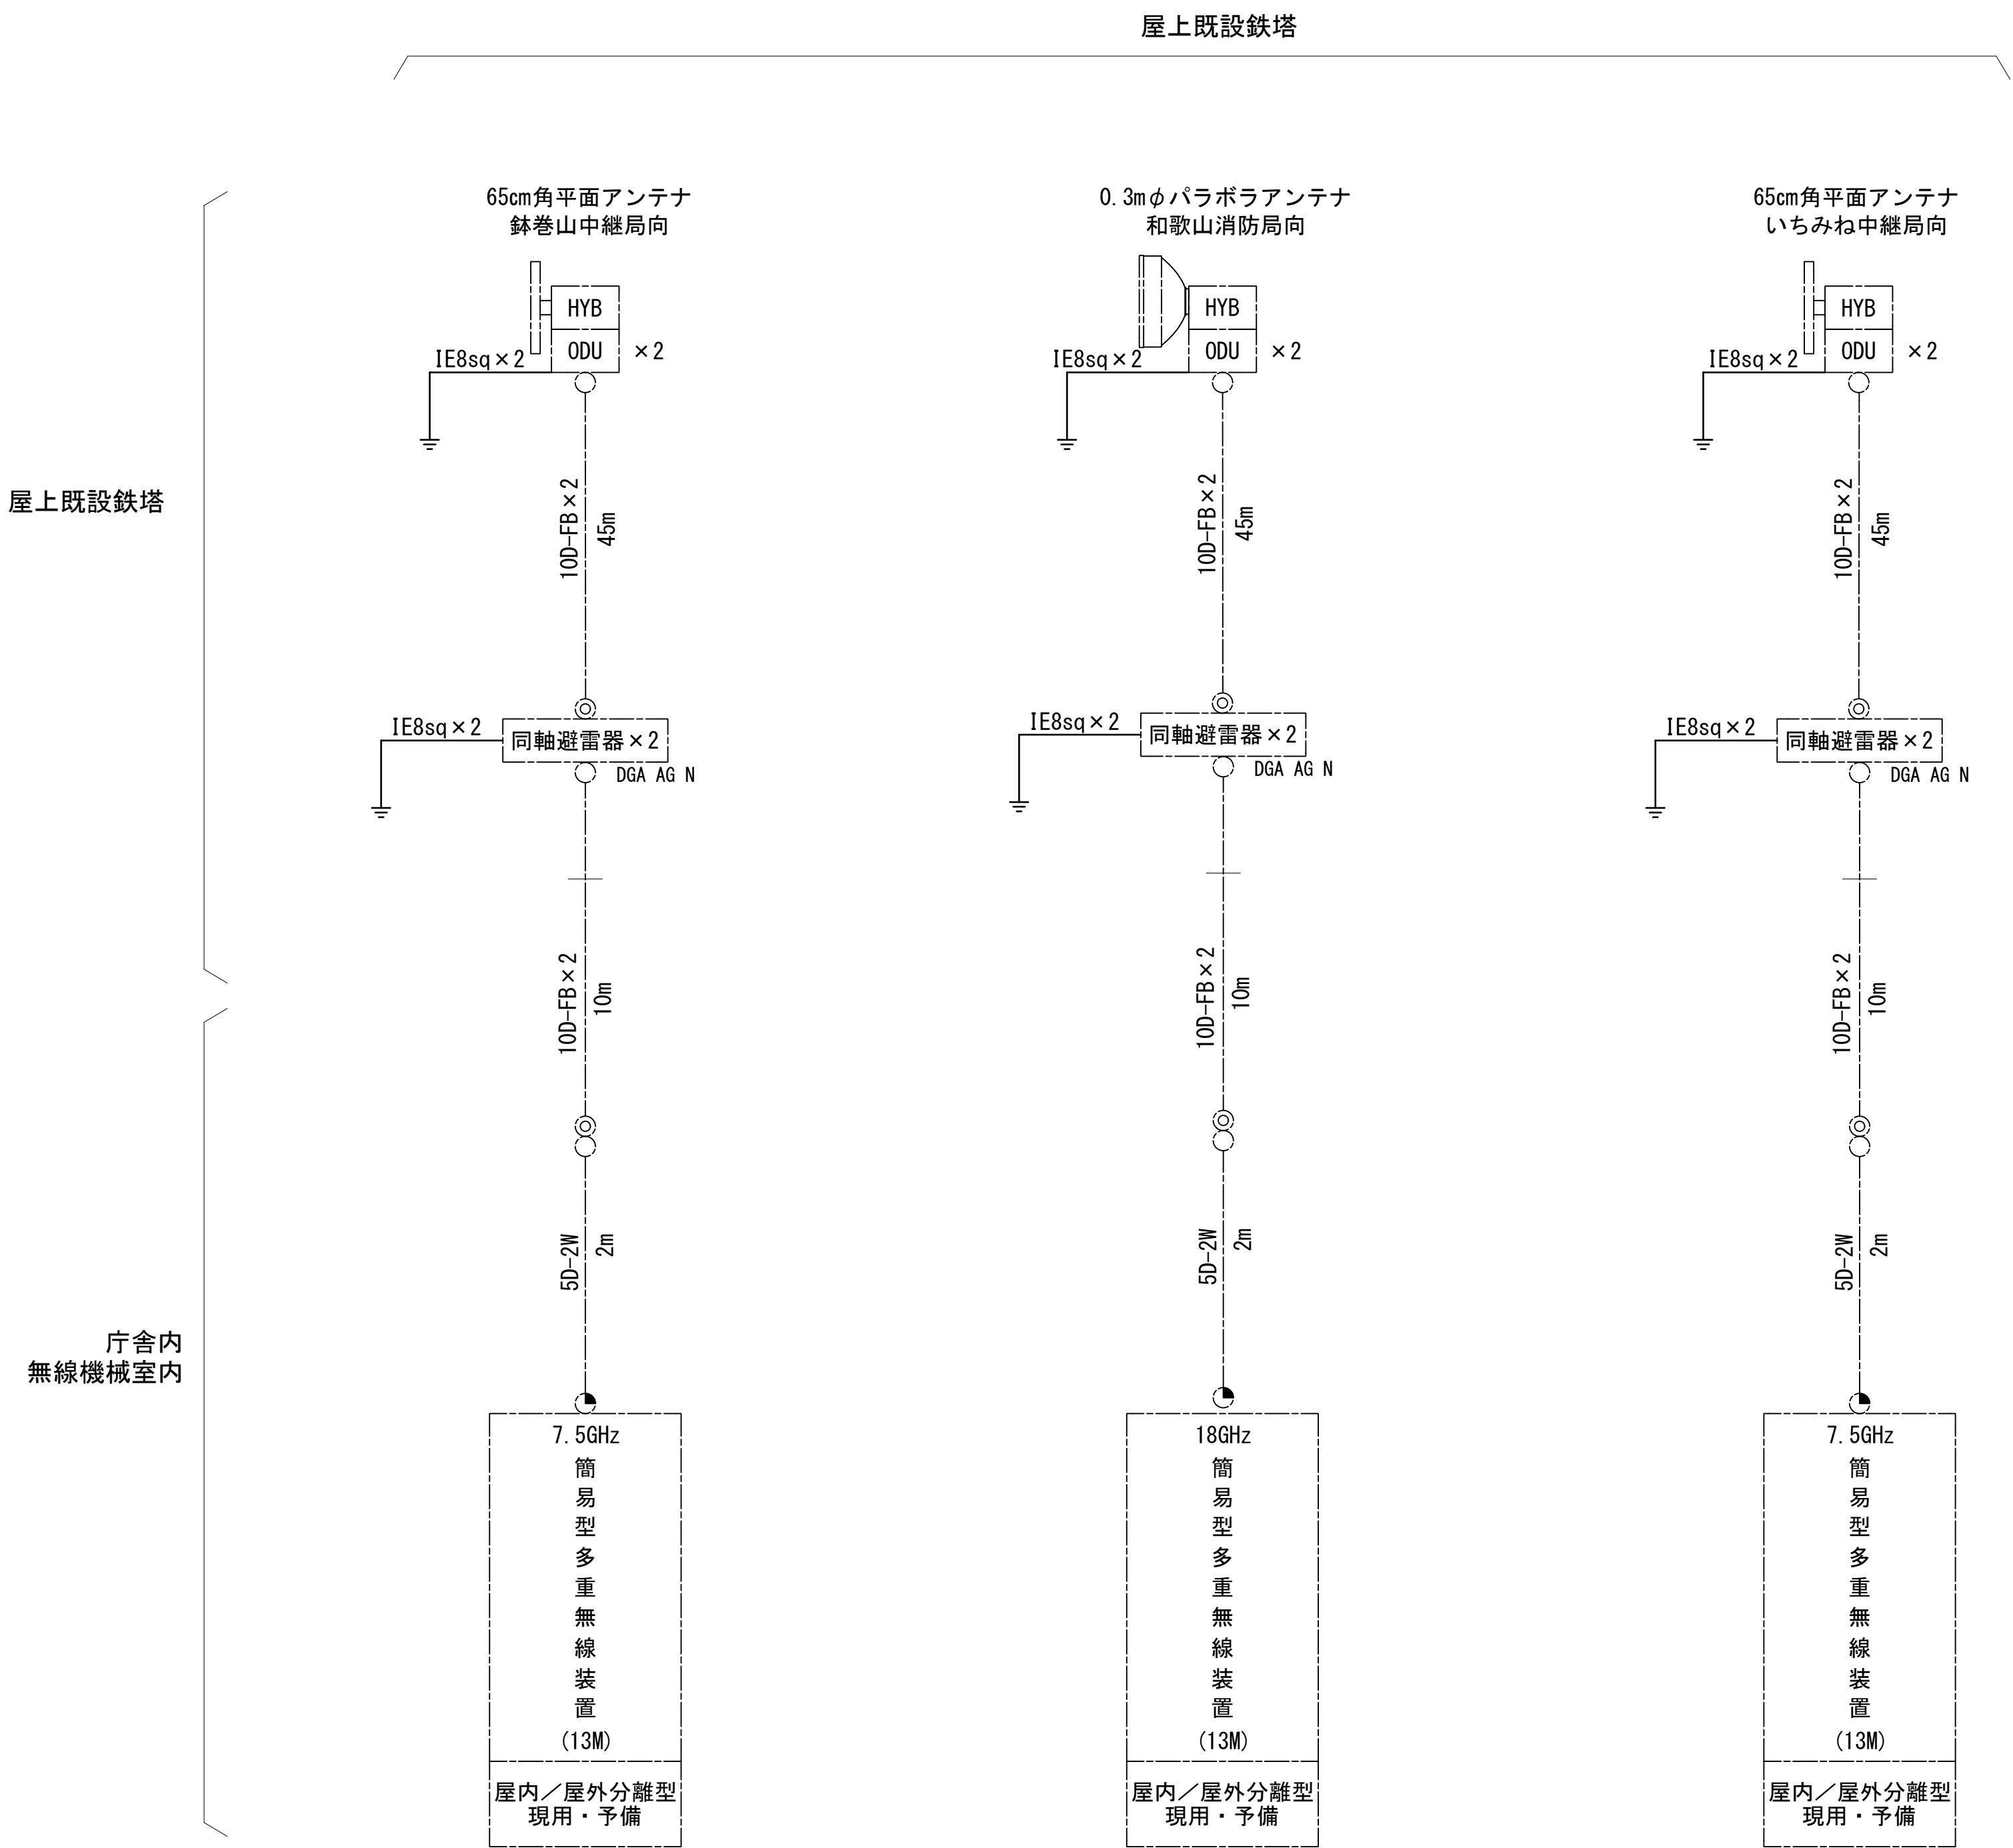 屋上既設鉄塔
屋上既設鉄塔
庁舎内
無線機械室内
65cm角平面アンテナ
鉢巻山中継局向
HYB
ODU
×2
IE8sq×2
10D-FB×2
45m
IE8sq×2
同軸避雷器×2
DGA AG N
10D-FB×2
10m
5D-2W
2m
7.5GHz
簡易型多重無線装置
(13M)
屋内／屋外分離型
現用・予備
0.3mφパラボラアンテナ
和歌山消防局向
HYB
ODU
×2
IE8sq×2
10D-FB×2
45m
IE8sq×2
同軸避雷器×2
DGA AG N
10D-FB×2
10m
5D-2W
2m
18GHz
簡易型多重無線装置
(13M)
屋内／屋外分離型
現用・予備
65cm角平面アンテナ
いちみね中継局向
HYB
ODU
×2
IE8sq×2
10D-FB×2
45m
IE8sq×2
同軸避雷器×2
DGA AG N
10D-FB×2
10m
5D-2W
2m
7.5GHz
簡易型多重無線装置
(13M)
屋内／屋外分離型
現用・予備